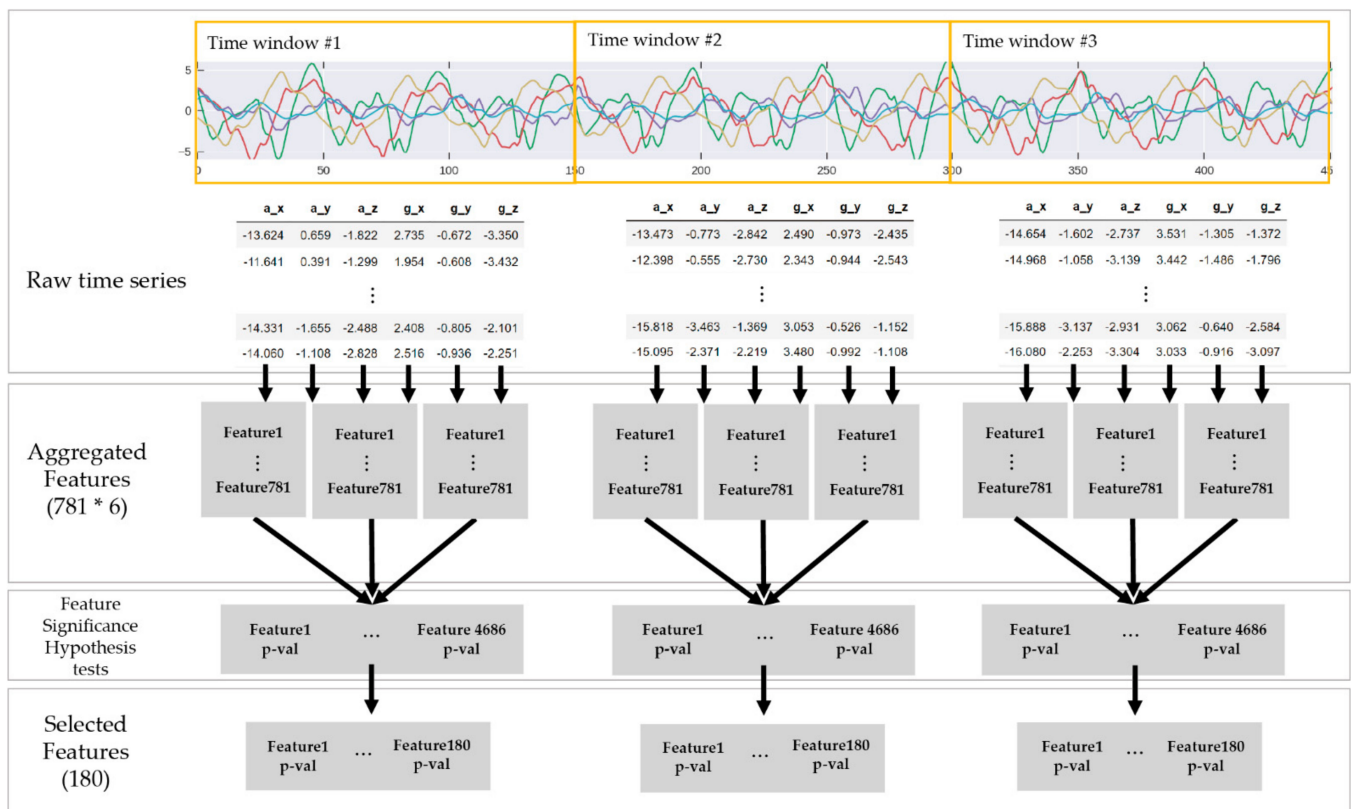 Time window #1
Time window #2
Time window #3
5
0
−5
0
50
100
150
200
250
300
350
400
450
Raw time series
a_x a_y a_z g_x g_y g_z
-13.624 0.659 -1.822 2.735 -0.672 -3.350
-11.641 0.391 -1.299 1.954 -0.608 -3.432
⋮
-14.331 -1.655 -2.488 2.408 -0.805 -2.101
-14.060 -1.108 -2.828 2.516 -0.936 -2.251
a_x a_y a_z g_x g_y g_z
-13.473 -0.773 -2.842 2.490 -0.973 -2.435
-12.398 -0.555 -2.730 2.343 -0.944 -2.543
⋮
-15.818 -3.463 -1.369 3.053 -0.526 -1.152
-15.095 -2.371 -2.219 3.480 -0.992 -1.108
a_x a_y a_z g_x g_y g_z
-14.654 -1.602 -2.737 3.531 -1.305 -1.372
-14.968 -1.058 -3.139 3.442 -1.486 -1.796
⋮
-15.888 -3.137 -2.931 3.062 -0.640 -2.584
-16.080 -2.253 -3.304 3.033 -0.916 -3.097
Aggregated
Features
(781 * 6)
Feature1
⋮
Feature781
Feature1
⋮
Feature781
Feature1
⋮
Feature781
Feature1
⋮
Feature781
Feature1
⋮
Feature781
Feature1
⋮
Feature781
Feature1
⋮
Feature781
Feature1
⋮
Feature781
Feature1
⋮
Feature781
Feature
Significance
Hypothesis
tests
Feature1 … Feature 4686
p-val p-val
Feature1 … Feature 4686
p-val p-val
Feature1 … Feature 4686
p-val p-val
Selected
Features
(180)
Feature1 … Feature180
p-val p-val
Feature1 … Feature180
p-val p-val
Feature1 … Feature180
p-val p-val